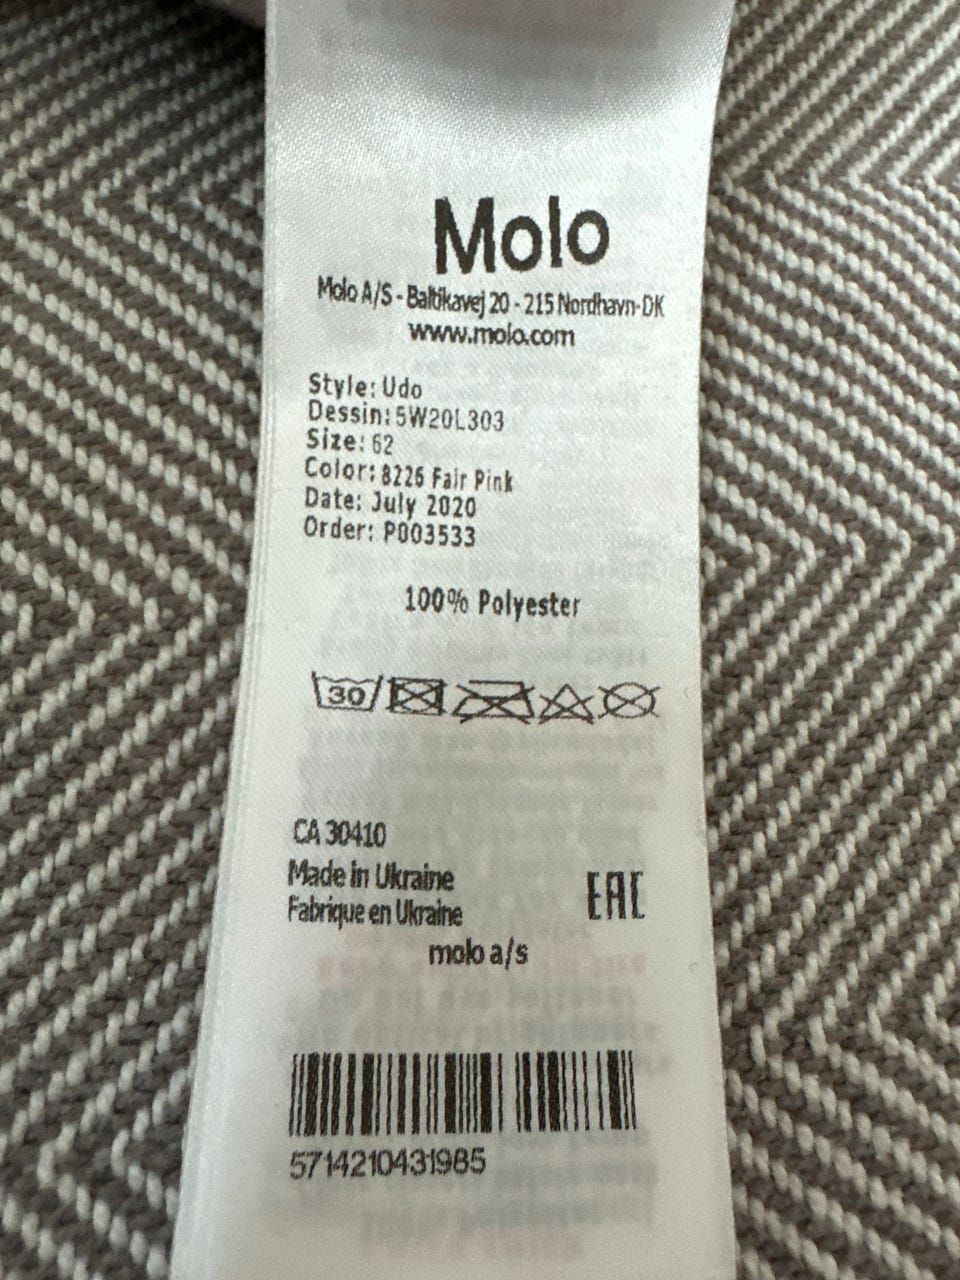 Molo
Molo A/S - Baltikavej 20 - 215 Nordhavn-DK
www.molo.com
Style: Udo
Dessin: 5W20L303
Size: 62
Color: 8226 Fair Pink
Date: July 2020
Order: P003533
100% Polyester
30
CA 30410
Made in Ukraine
Fabrique en Ukraine
EAC
molo a/s
5714210431985